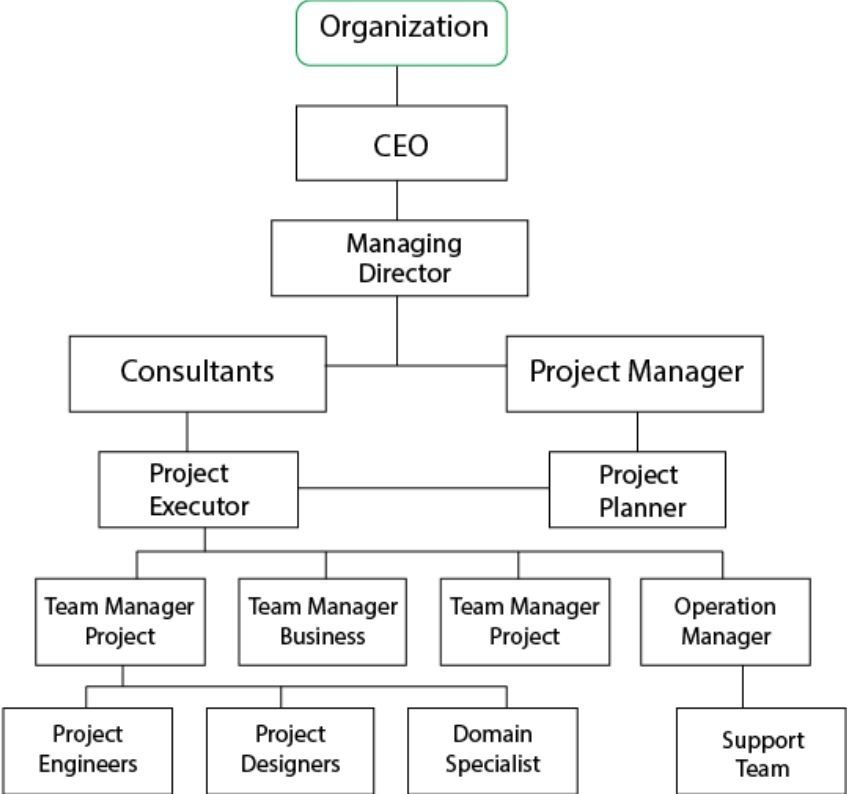 Organization
CEO
Managing
Director
Consultants
Project Manager
Project
Executor
Project
Planner
Team Manager
Project
Team Manager
Business
Team Manager
Project
Operation
Manager
Project
Engineers
Project
Designers
Domain
Specialist
Support
Team